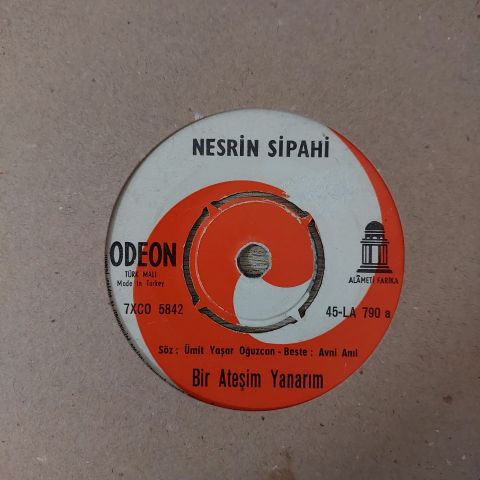 NESRİN SİPAHİ
ODEON
TÜRK MALI
Made in Turkey
ALÂMETİ FARİKA
7XCO 5842
45-LA 790 a
Söz : Ümit Yaşar Oğuzcan - Beste : Avni Anıl
Bir Ateşim Yanarım